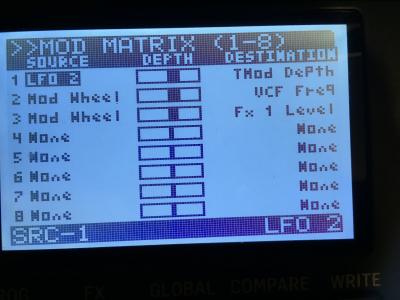 >>MOD MATRIX (1-8)
SOURCE DEPTH DESTINATION
1 LFO 2 TMod Depth
2 Mod Wheel VCF Freq
3 Mod Wheel Fx 1 Level
4 None None
5 None None
6 None None
7 None None
8 None None
SRC-1 LFO 2
FX GLOBAL COMPARE WRITE